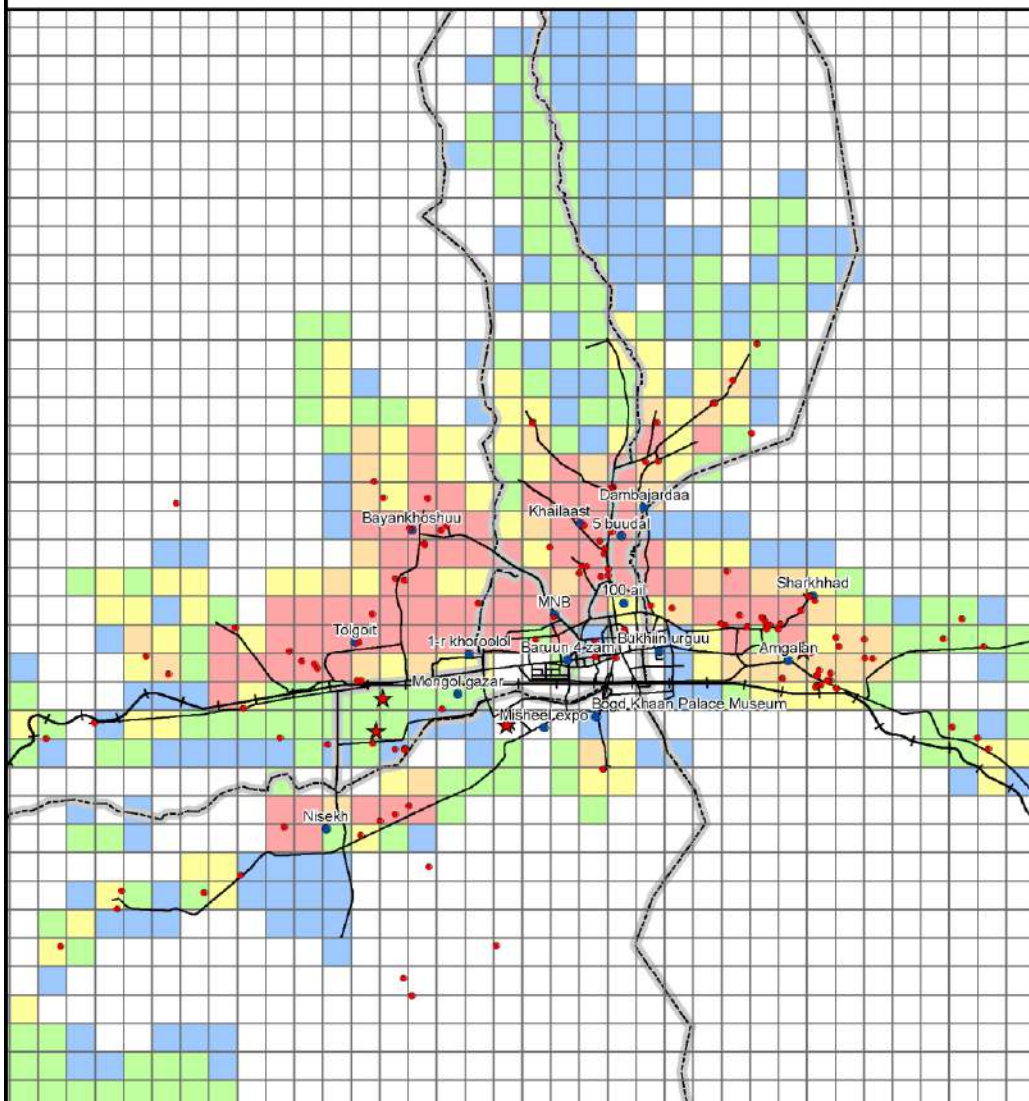 Dambajardaa
Khailaast
5 buudal
Bayankhoshuu
Sharkhhad
100 ail
MNB
Tolgoit
1-r khoroolol
Baruun 4 zam
Bukhiin urguu
Amgalan
Mongol gazar
Bogd Khaan Palace Museum
Misheel expo
Nisekh